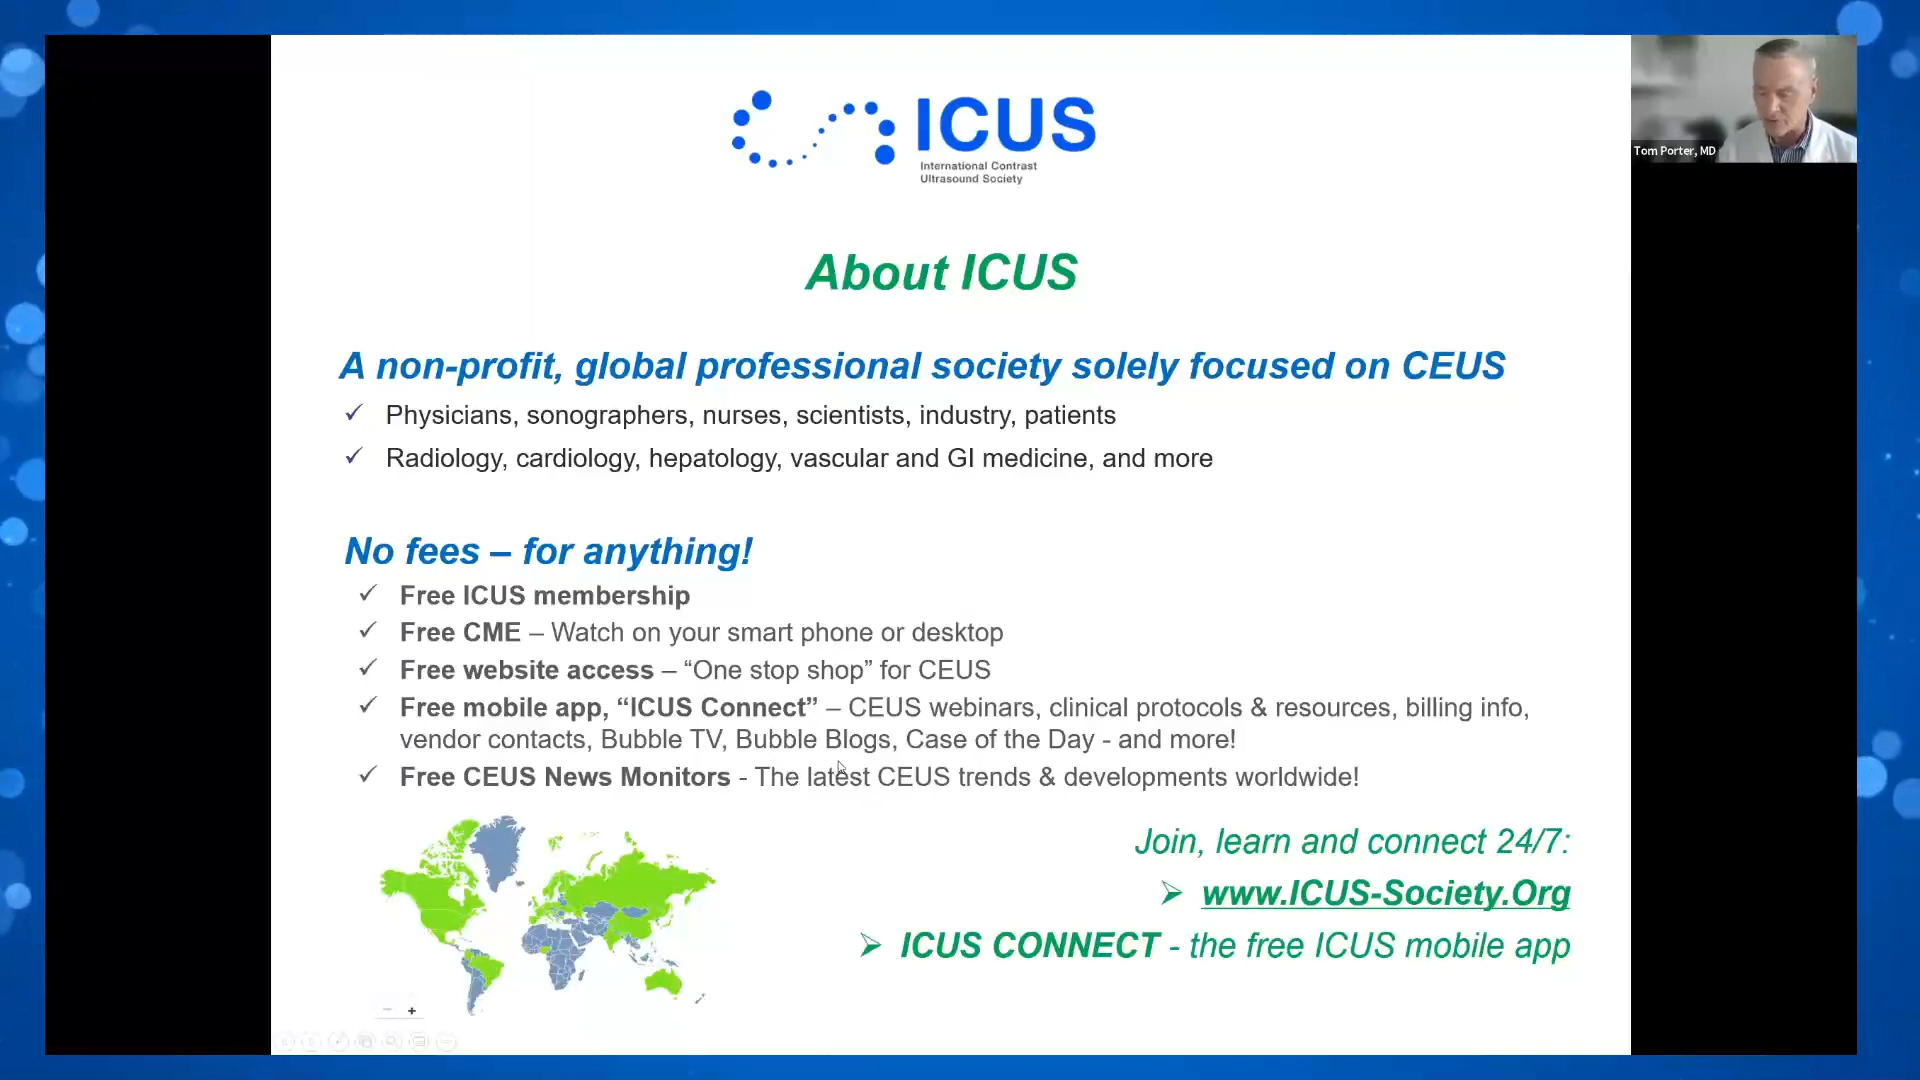 ICUS
International Contrast
Ultrasound Society
Tom Porter, MD
About ICUS
A non-profit, global professional society solely focused on CEUS
✓ Physicians, sonographers, nurses, scientists, industry, patients
✓ Radiology, cardiology, hepatology, vascular and GI medicine, and more
No fees – for anything!
✓ Free ICUS membership
✓ Free CME – Watch on your smart phone or desktop
✓ Free website access – “One stop shop” for CEUS
✓ Free mobile app, “ICUS Connect” – CEUS webinars, clinical protocols & resources, billing info,
vendor contacts, Bubble TV, Bubble Blogs, Case of the Day - and more!
✓ Free CEUS News Monitors - The latest CEUS trends & developments worldwide!
Join, learn and connect 24/7:
➢ www.ICUS-Society.Org
➢ ICUS CONNECT - the free ICUS mobile app